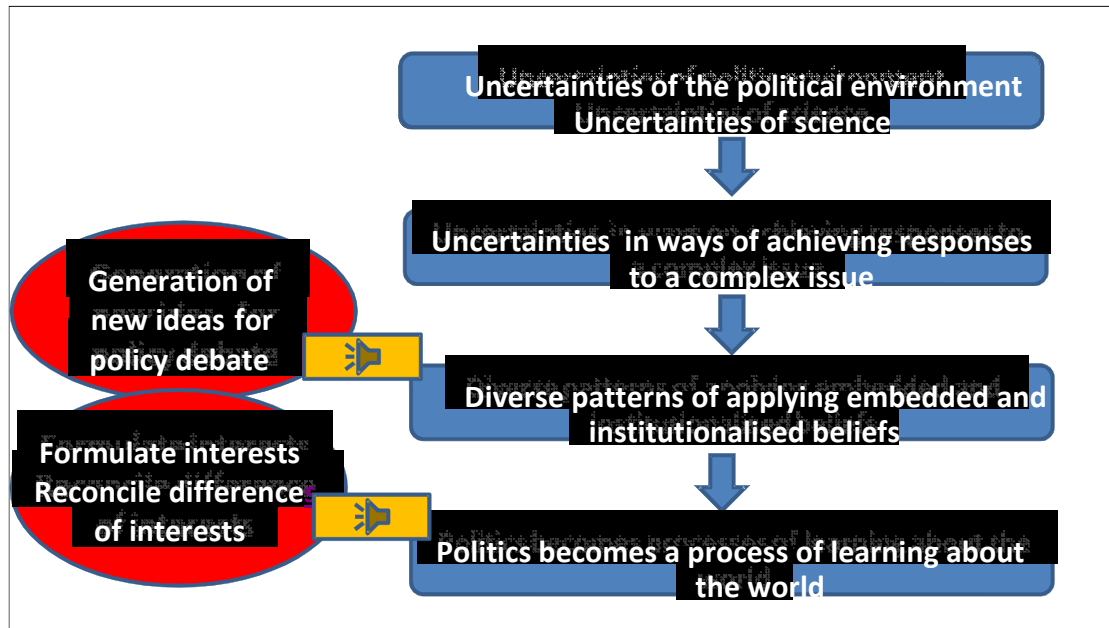 Uncertainties of the political environment
Uncertainties of science
Uncertainties in ways of achieving responses
to a complex issue
Generation of
new ideas for
policy debate
Diverse patterns of applying embedded and
institutionalised beliefs
Formulate interests
Reconcile differences
of interests
Politics becomes a process of learning about
the world